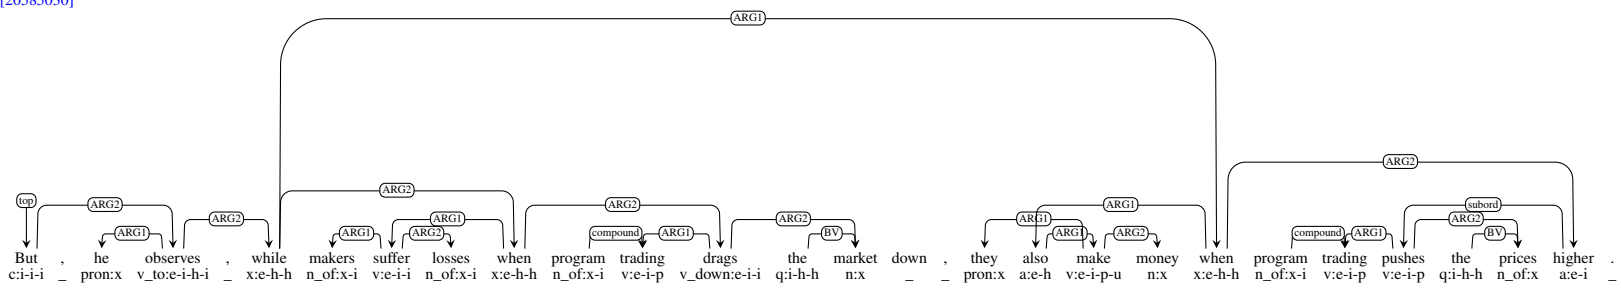 [20585050]
ARG1
ARG2
top
ARG2
ARG2
ARG1
ARG2
ARG2
subord
ARG2
ARG1
ARG2
ARG1
ARG2
ARG1
ARG1
ARG2
compound
ARG1
BV
ARG1
ARG2
compound
ARG1
BV
But , he observes , while makers suffer losses when program trading drags the market down , they also make money when program trading pushes the prices higher .
c:i-i-i _ pron:x v_to:e-i-h-i _ x:e-h-h n_of:x-i v:e-i-i n_of:x-i x:e-h-h n_of:x-i v:e-i-p v_down:e-i-i q:i-h-h n:x _ _ pron:x a:e-h v:e-i-p-u n:x x:e-h-h n_of:x-i v:e-i-p v:e-i-p q:i-h-h n_of:x a:e-i _